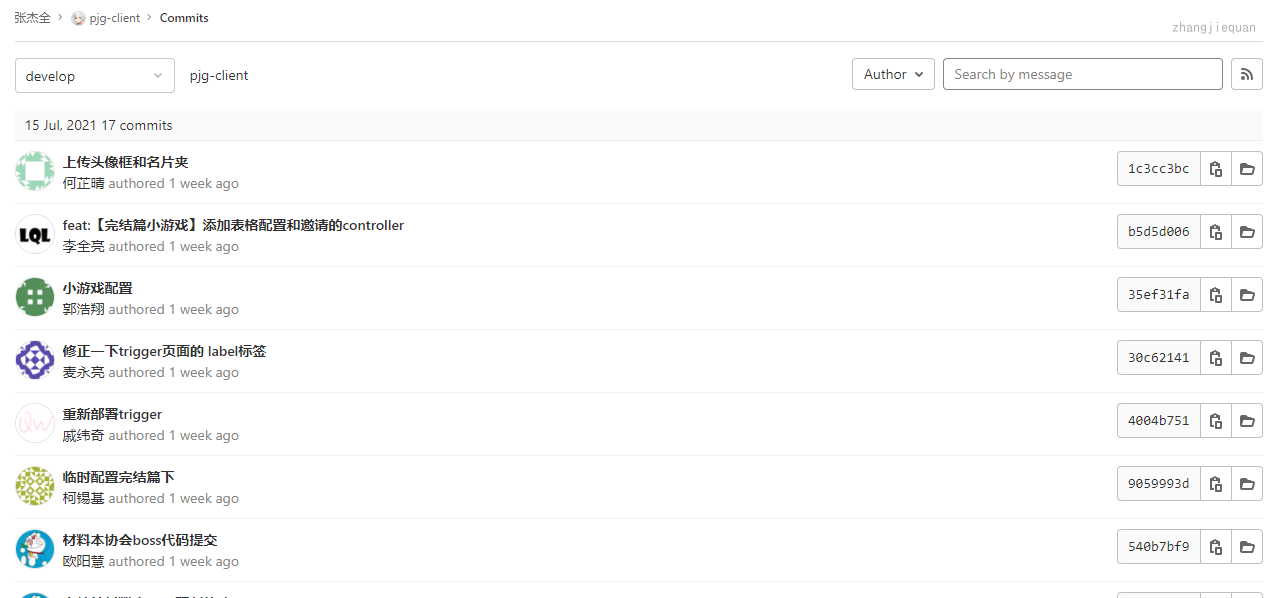 张杰全 > pjg-client > Commits
zhangjiequan
develop pjg-client Author Search by message
15 Jul, 2021 17 commits
上传头像框和名片夹
何芷晴 authored 1 week ago
1c3cc3bc
LQL
feat:【完结篇小游戏】添加表格配置和邀请的controller
李全亮 authored 1 week ago
b5d5d006
小游戏配置
郭浩翔 authored 1 week ago
35ef31fa
修正一下trigger页面的 label标签
麦永亮 authored 1 week ago
30c62141
重新部署trigger
Qw
戚纬奇 authored 1 week ago
4004b751
临时配置完结篇下
柯锡基 authored 1 week ago
9059993d
材料本协会boss代码提交
欧阳慧 authored 1 week ago
540b7bf9